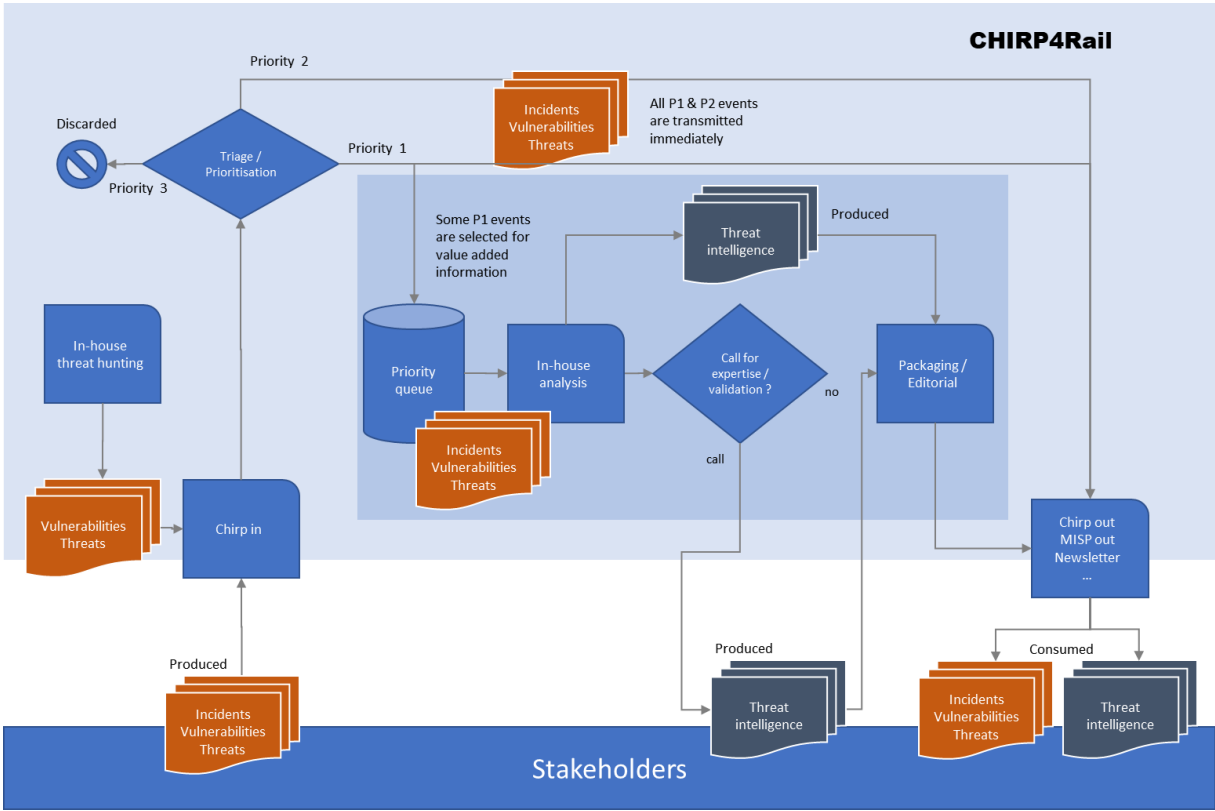 CHIRP4Rail
Priority 2
Incidents
Vulnerabilities
Threats
All P1 & P2 events
are transmitted
immediately
Discarded
Triage /
Prioritisation
Priority 1
Priority 3
Some P1 events
are selected for
value added
information
Threat
intelligence
Produced
In-house
threat hunting
Priority
queue
In-house
analysis
Call for
expertise /
validation ?
no
Packaging /
Editorial
call
Incidents
Vulnerabilities
Threats
Vulnerabilities
Threats
Chirp in
Chirp out
MISP out
Newsletter
...
Produced
Incidents
Vulnerabilities
Threats
Produced
Threat
intelligence
Consumed
Incidents
Vulnerabilities
Threats
Threat
intelligence
Stakeholders